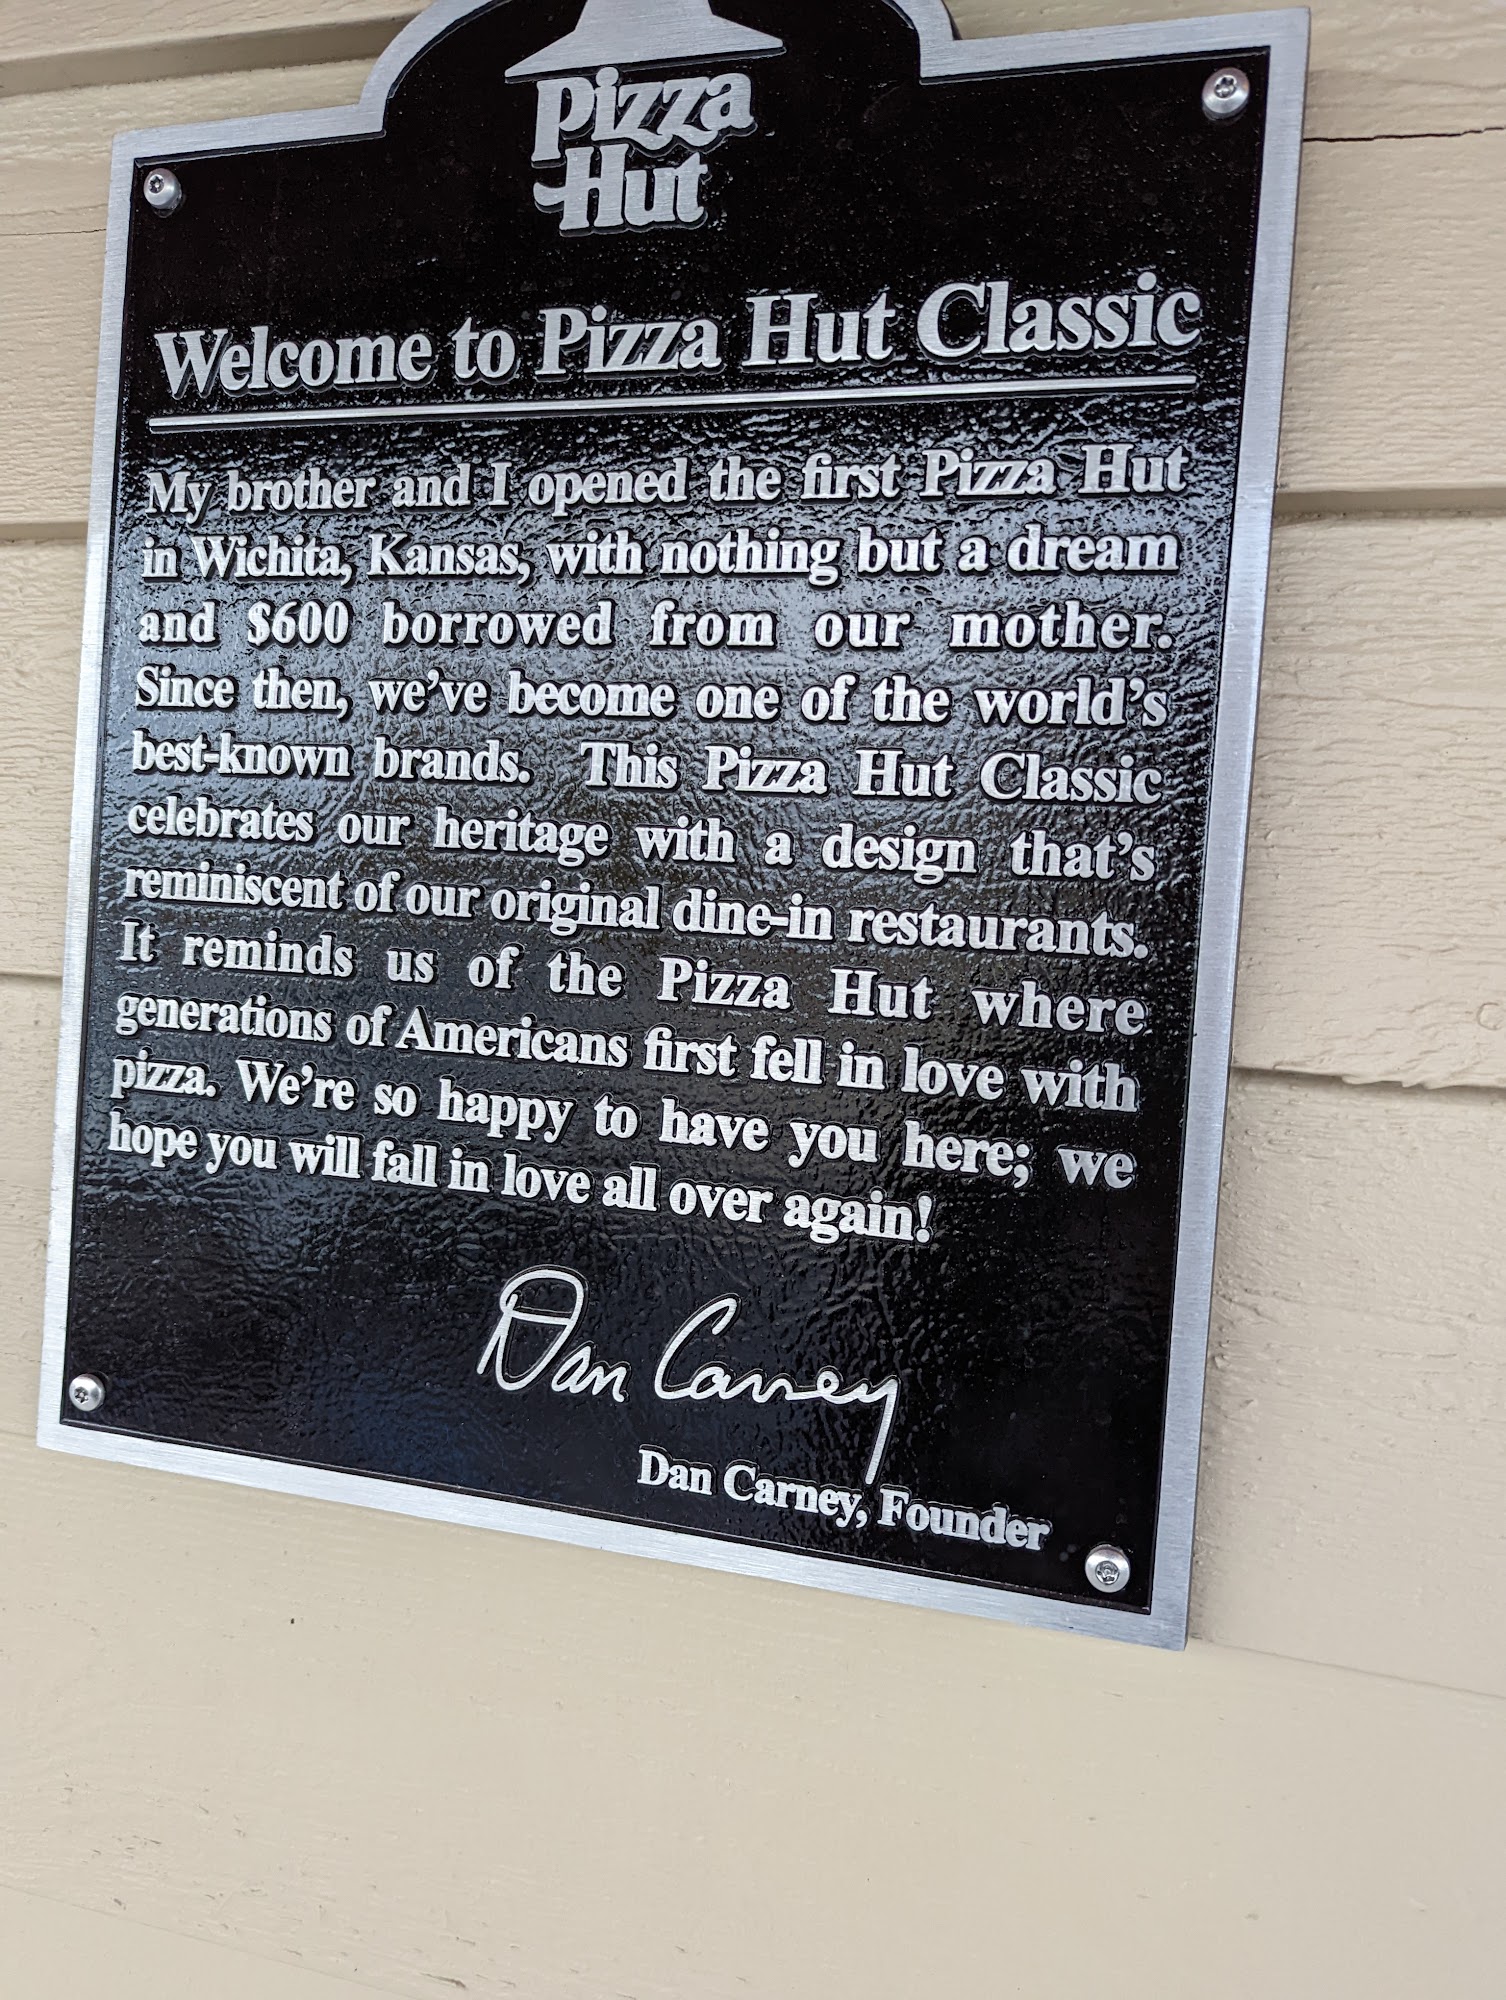 Pizza
Hut
Welcome to Pizza Hut Classic
My brother and I opened the first Pizza Hut
in Wichita, Kansas, with nothing but a dream
and $600 borrowed from our mother.
Since then, we've become one of the world's
best-known brands. This Pizza Hut Classic
celebrates our heritage with a design that's
reminiscent of our original dine-in restaurants.
It reminds us of the Pizza Hut where
generations of Americans first fell in love with
pizza. We're so happy to have you here; we
hope you will fall in love all over again!
Dan Carney
Dan Carney, Founder